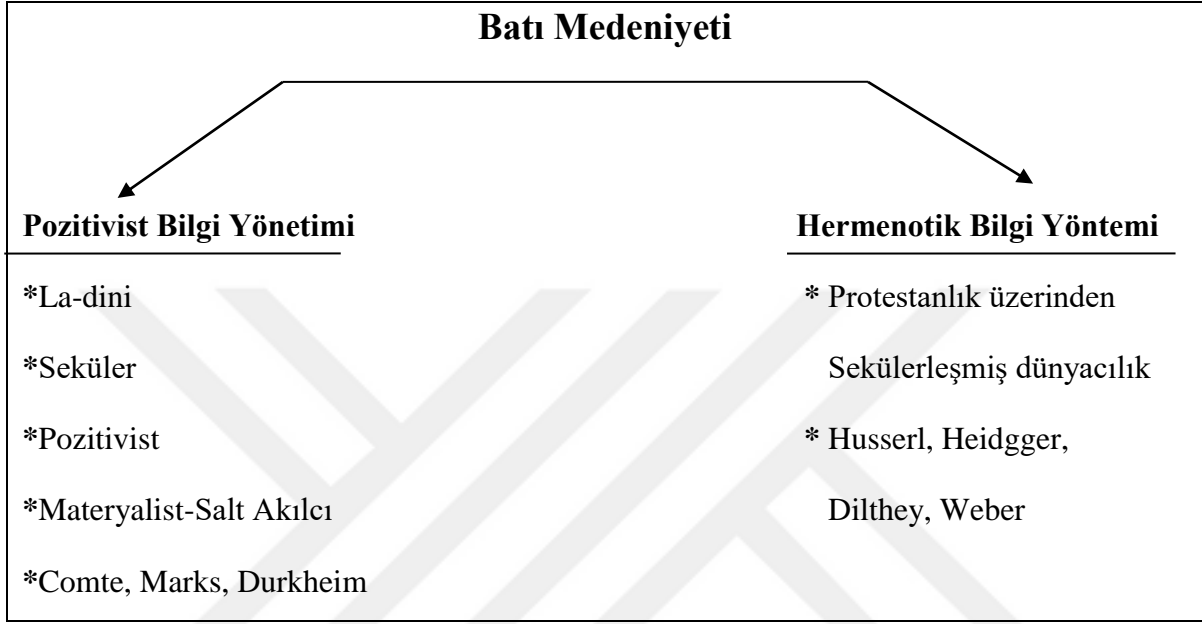 Batı Medeniyeti
Pozitivist Bilgi Yönetimi
*La-dini
*Seküler
*Pozitivist
*Materyalist-Salt Akılcı
*Comte, Marks, Durkheim
Hermenotik Bilgi Yöntemi
* Protestanlık üzerinden
Sekülerleşmiş dünyacılık
* Husserl, Heidgger,
Dilthey, Weber